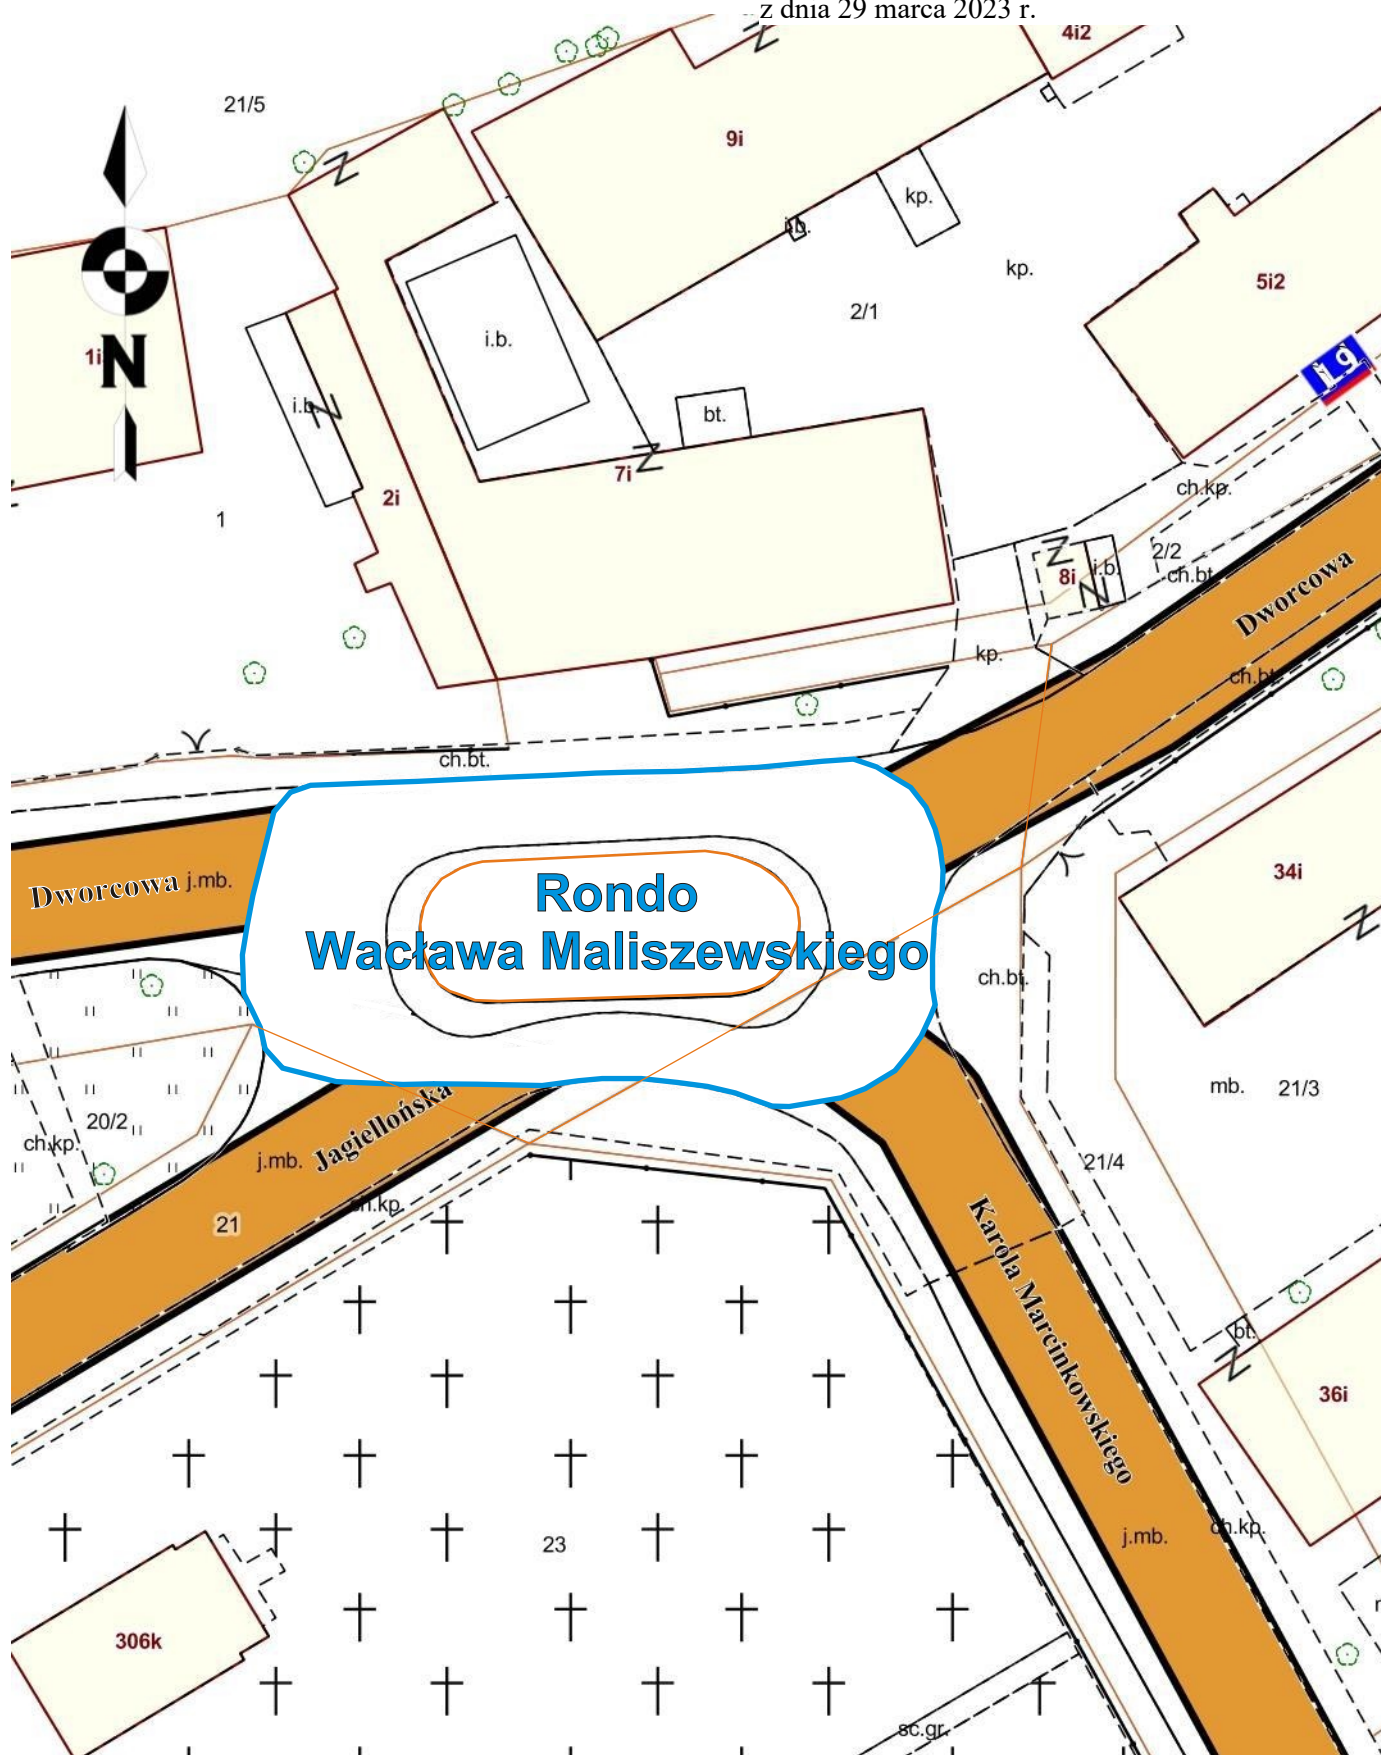 z dnia 29 marca 2023 r.
4i2
21/5
9i
kp.
i.b.
kp.
5i2
2/1
i.b.
1i
N
i.b.
bt.
7i
2i
ch.kp.
1
2/2
8i
i.b.
ch.bt.
Dworcowa
kp.
ch.bt.
ch.bt.
34i
Dworcowa
j.mb.
Rondo
Wacława Maliszewskiego
ch.bt.
mb.
21/3
20/2
Jagiellońska
ch.kp.
j.mb.
21/4
ch.kp.
21
Karola Marcinkowskiego
bt.
36i
ch.kp.
j.mb.
23
306k
sc.gr.